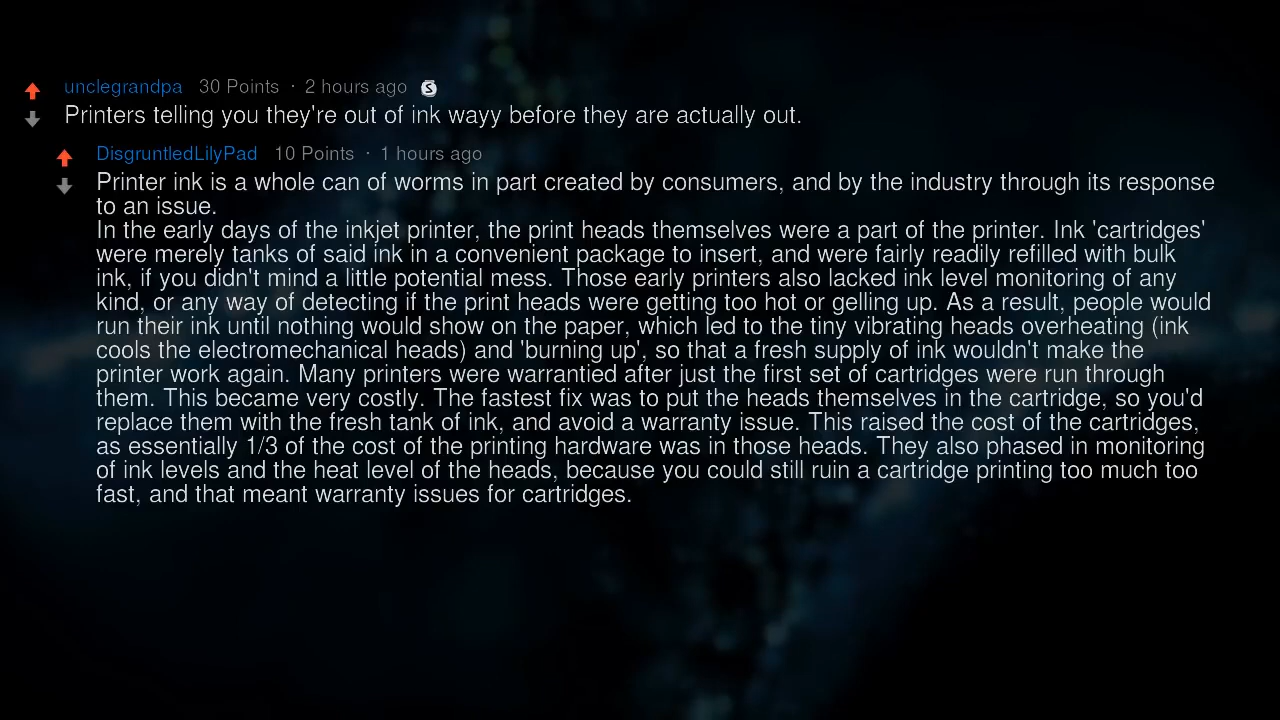 unclegrandpa 30 Points · 2 hours ago S
Printers telling you they're out of ink wayy before they are actually out.
DisgruntledLilyPad 10 Points · 1 hours ago
Printer ink is a whole can of worms in part created by consumers, and by the industry through its response
to an issue.
In the early days of the inkjet printer, the print heads themselves were a part of the printer. Ink 'cartridges'
were merely tanks of said ink in a convenient package to insert, and were fairly readily refilled with bulk
ink, if you didn't mind a little potential mess. Those early printers also lacked ink level monitoring of any
kind, or any way of detecting if the print heads were getting too hot or gelling up. As a result, people would
run their ink until nothing would show on the paper, which led to the tiny vibrating heads overheating (ink
cools the electromechanical heads) and 'burning up', so that a fresh supply of ink wouldn't make the
printer work again. Many printers were warrantied after just the first set of cartridges were run through
them. This became very costly. The fastest fix was to put the heads themselves in the cartridge, so you'd
replace them with the fresh tank of ink, and avoid a warranty issue. This raised the cost of the cartridges,
as essentially 1/3 of the cost of the printing hardware was in those heads. They also phased in monitoring
of ink levels and the heat level of the heads, because you could still ruin a cartridge printing too much too
fast, and that meant warranty issues for cartridges.